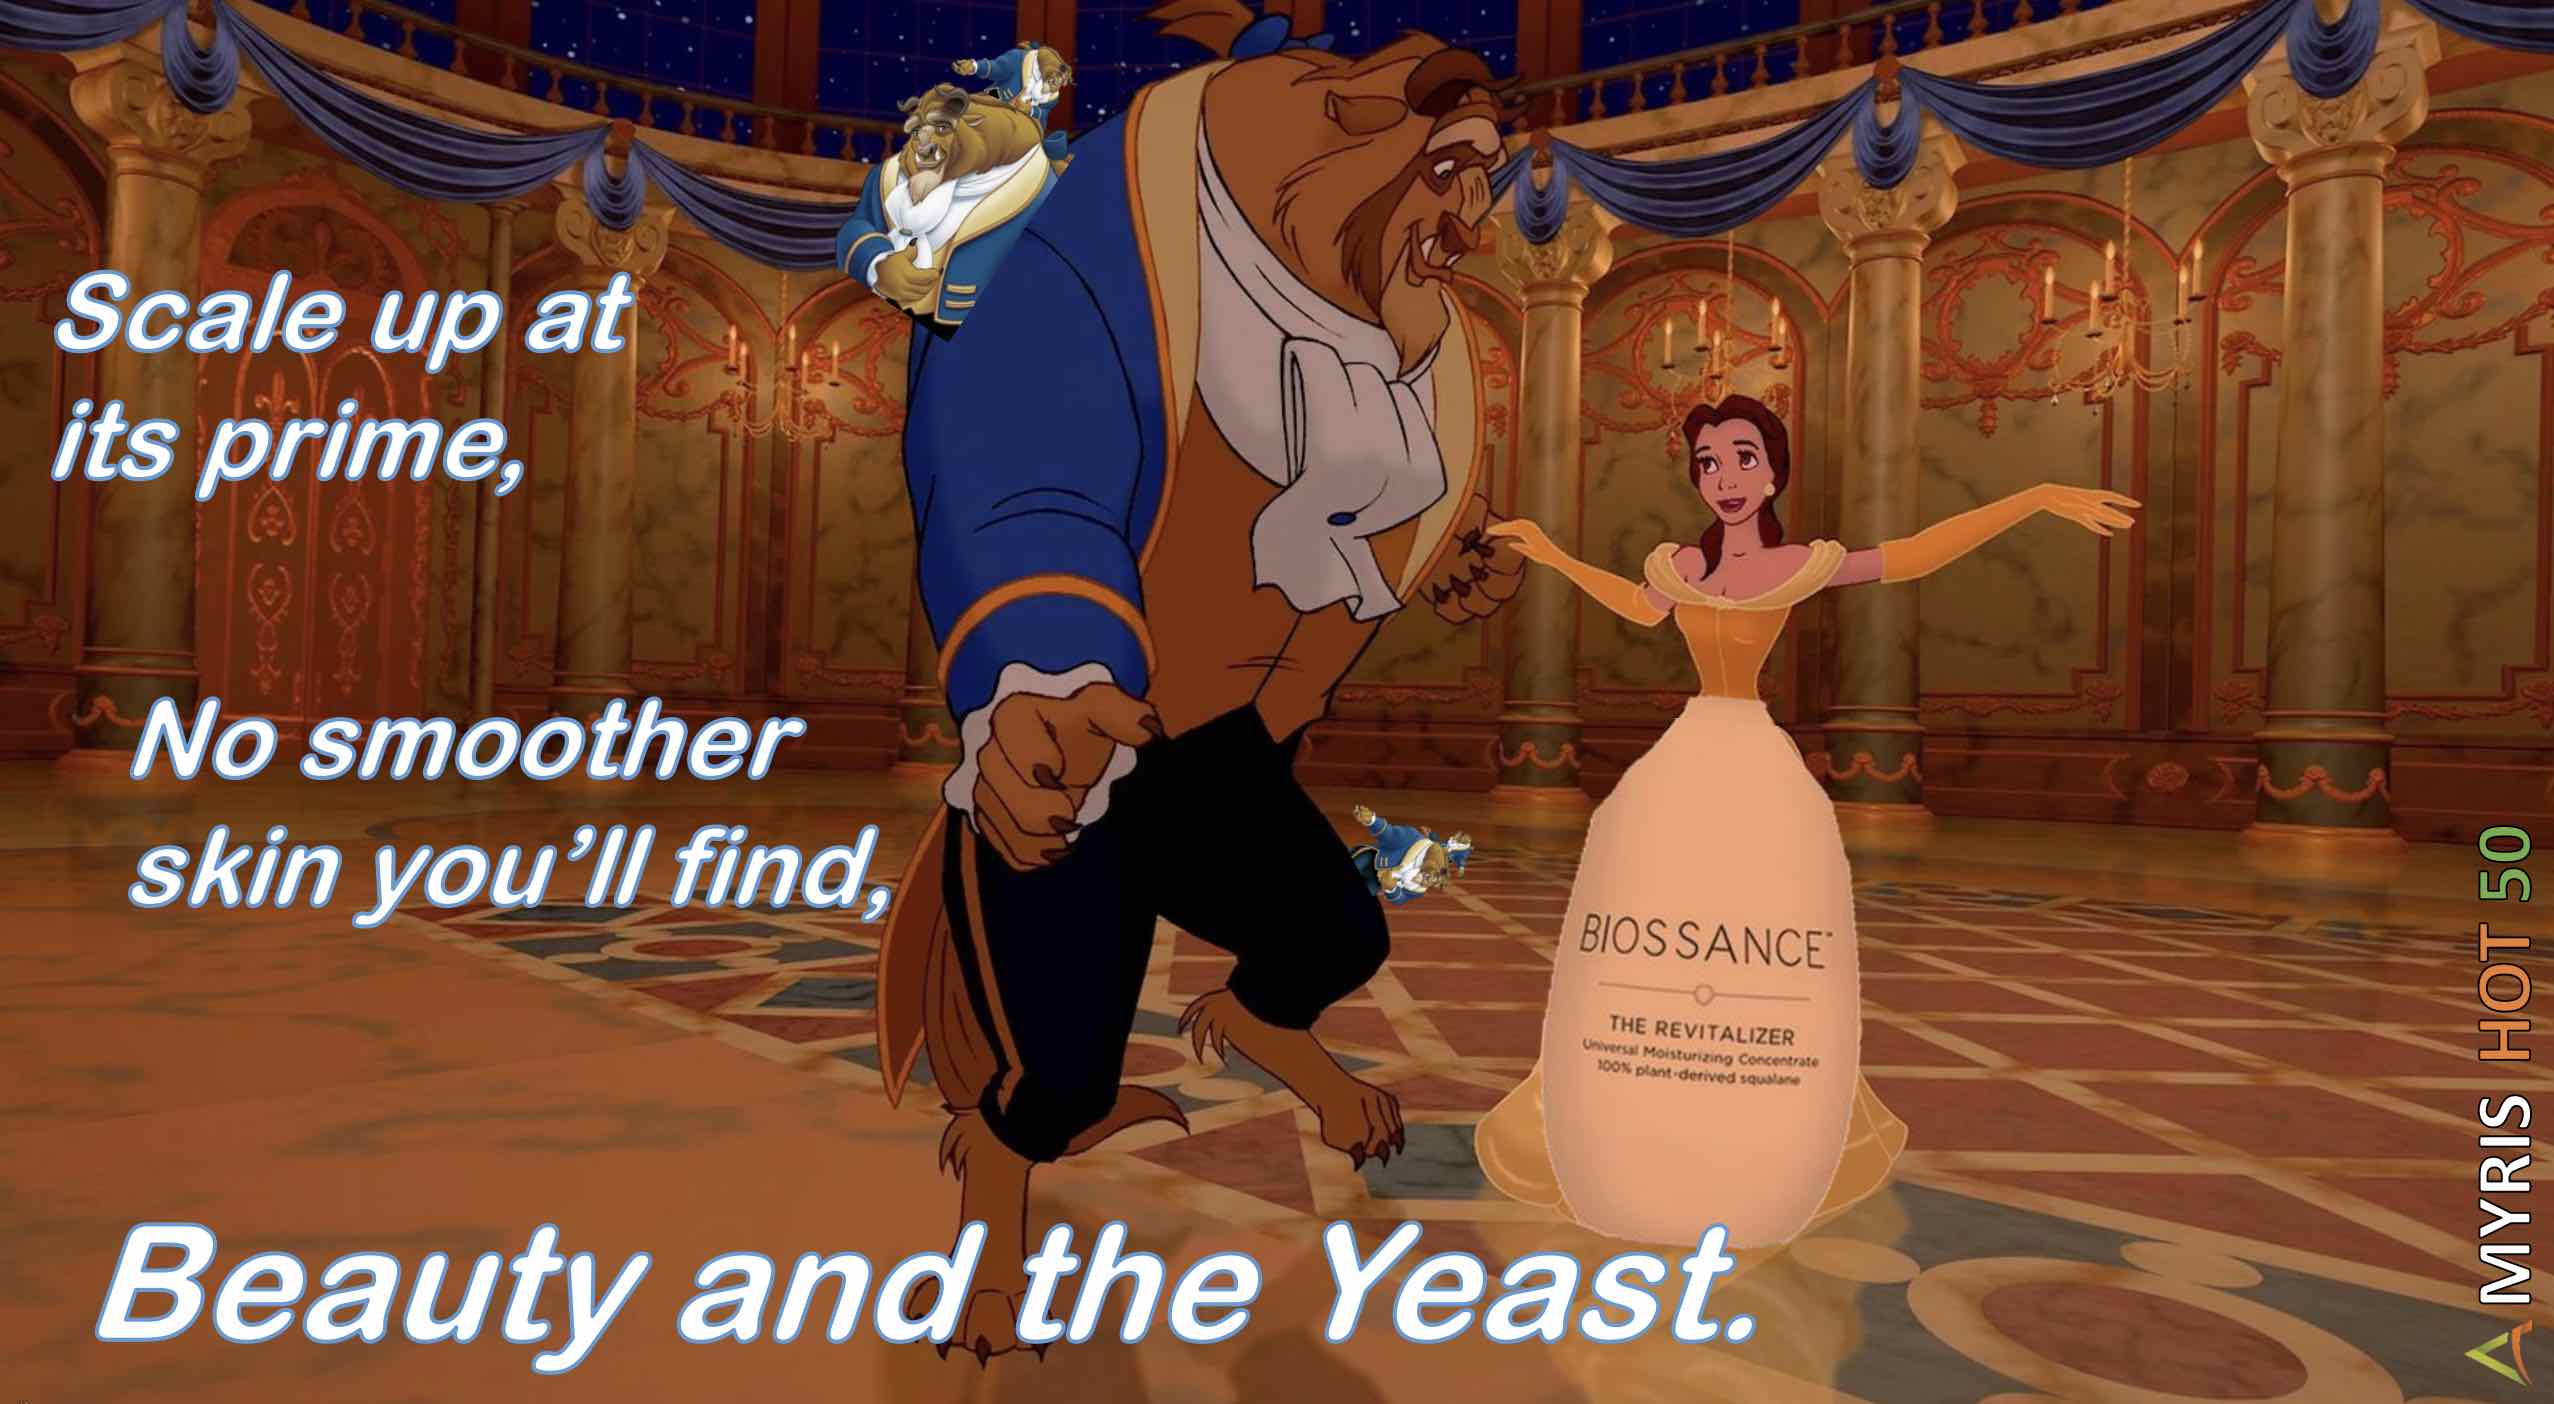 Scale up at
its prime,
No smoother
skin you’ll find,
BIOSSANCE™
THE REVITALIZER
Universal Moisturizing Concentrate
100% plant-derived squalane
Beauty and the Yeast.
MYRIS HOT 50